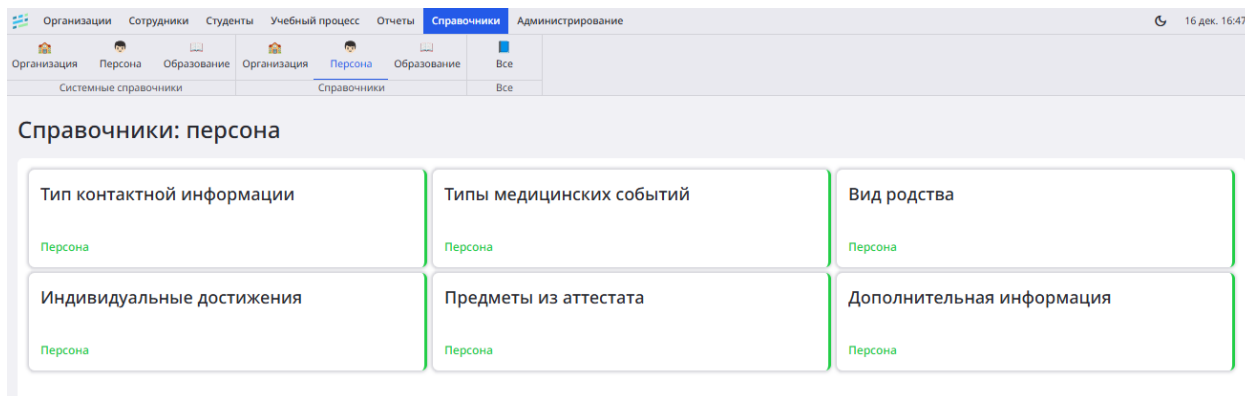 Организации Сотрудники Студенты Учебный процесс Отчеты Справочники Администрирование 16 дек. 16:47
Организация Персона Образование Организация Персона Образование Все
Системные справочники Справочники Все
Справочники: персона
Тип контактной информации Типы медицинских событий Вид родства
Персона Персона Персона
Индивидуальные достижения Предметы из аттестата Дополнительная информация
Персона Персона Персона